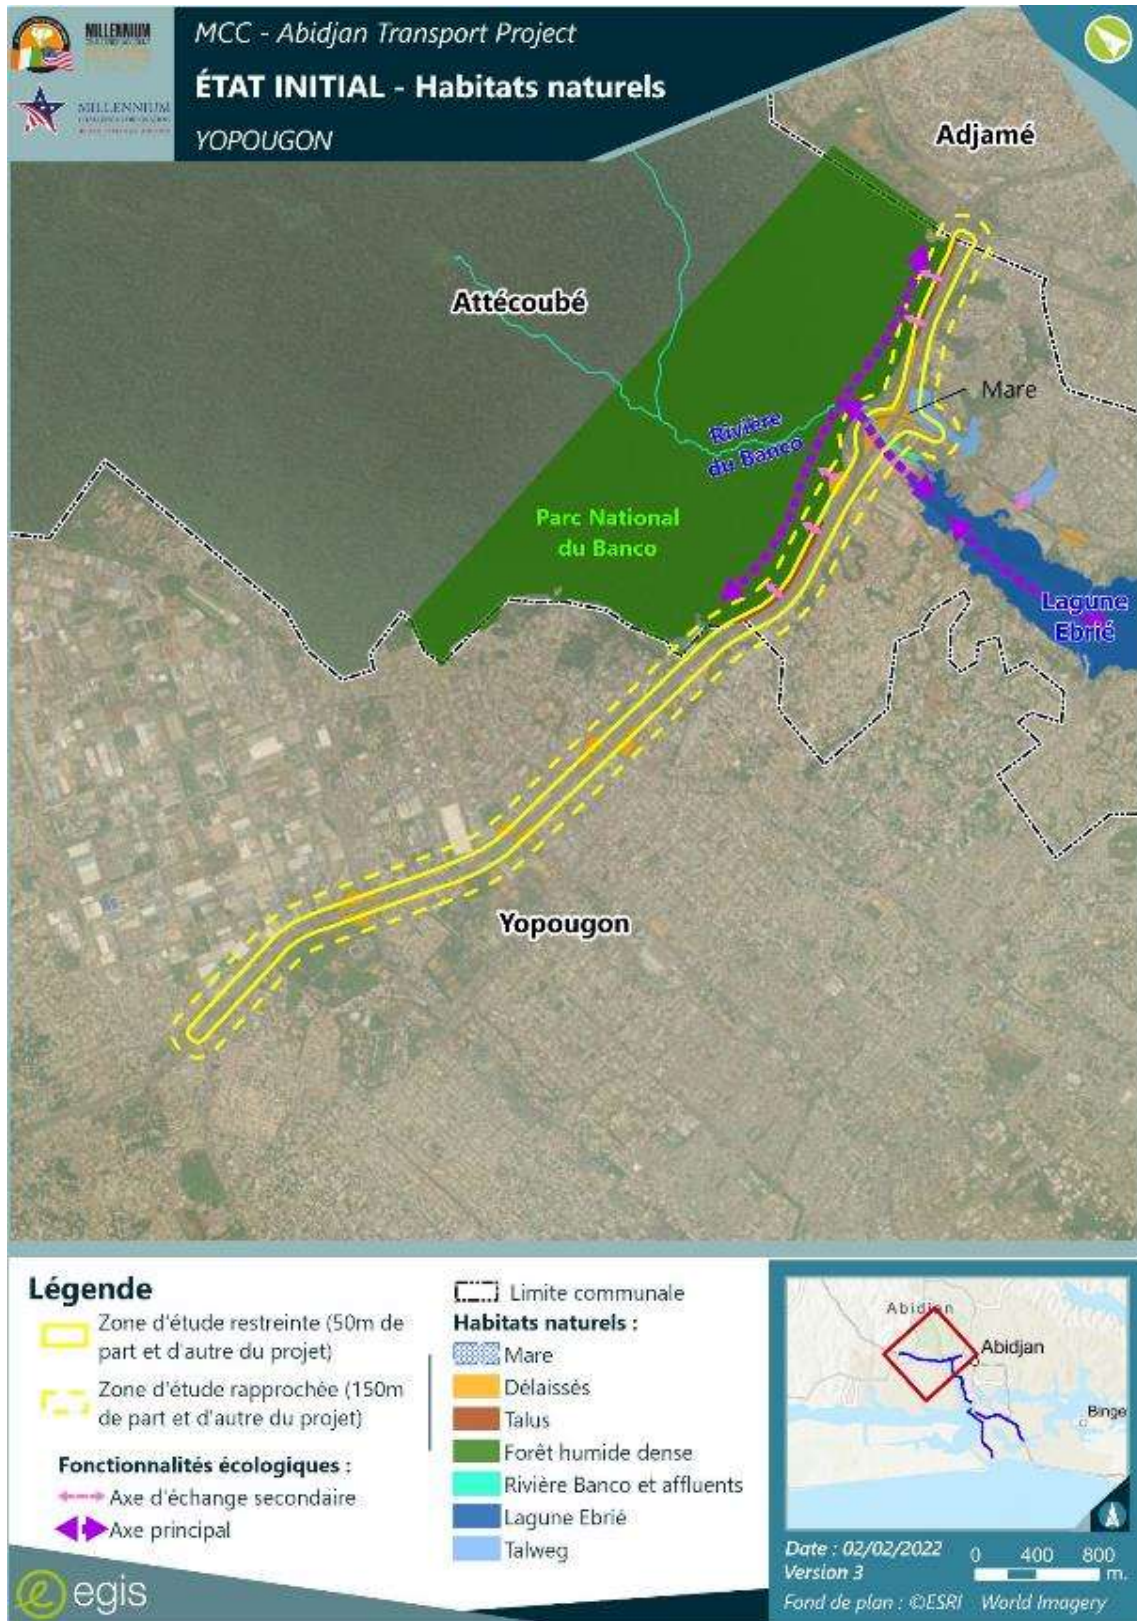 MCC - Abidjan Transport Project
ÉTAT INITIAL - Habitats naturels
YOPOUGON
MILLENNIUM
MILLENNIUM
Adjamé
Attécoubé
Mare
Rivière
du Banco
Parc National
du Banco
Lagune
Ebrié
Yopougon
Légende
Zone d'étude restreinte (50m de
part et d'autre du projet)
Zone d'étude rapprochée (150m
de part et d'autre du projet)
Fonctionnalités écologiques :
Axe d'échange secondaire
Axe principal
Limite communale
Habitats naturels :
Mare
Délaissés
Talus
Forêt humide dense
Rivière Banco et affluents
Lagune Ebrié
Talweg
Abidjan
Abidjan
Binge
Date : 02/02/2022
Version 3
0 400 800
m.
Fond de plan : ©ESRI World Imagery
egis